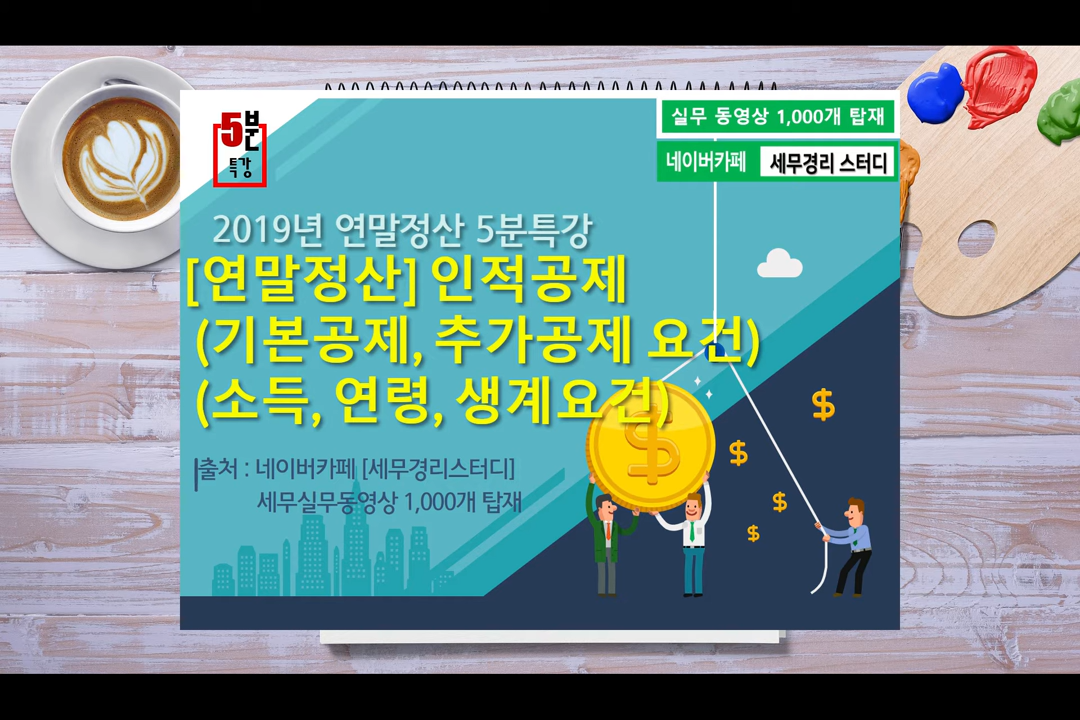 5분
특강
실무 동영상 1,000개 탑재
네이버카페 세무경리 스터디
2019년 연말정산 5분특강
[연말정산] 인적공제
(기본공제, 추가공제 요건)
(소득, 연령, 생계요건)
출처 : 네이버카페 [세무경리스터디]
세무실무동영상 1,000개 탑재